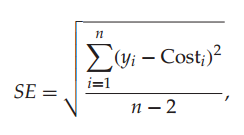 SE = \sqrt{\frac{\sum_{i=1}^{n}(y_i - \text{Cost}_i)^2}{n-2}},